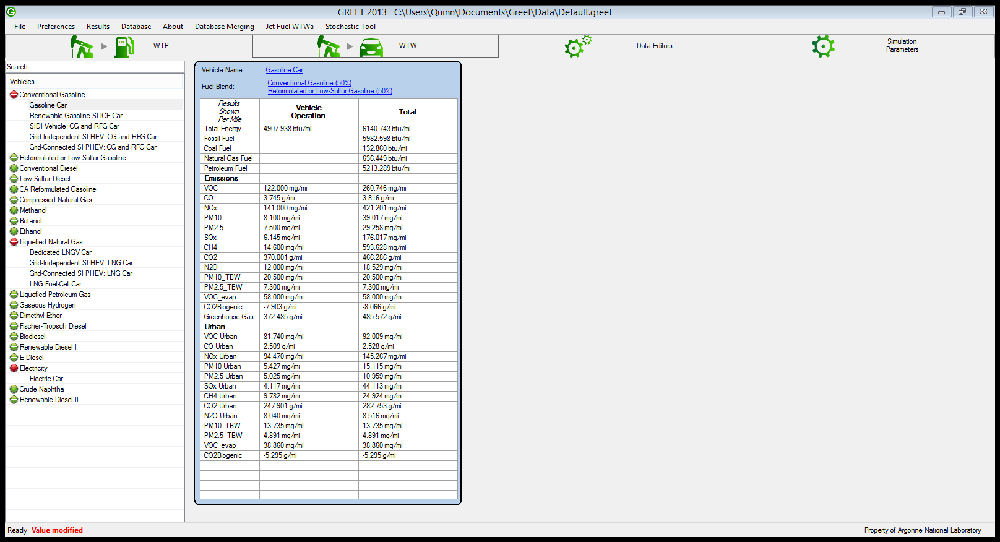 GREET 2013 C:\Users\Quinn\Documents\Greet\Data\Default.greet
File Preferences Results Database About Database Merging Jet Fuel WTWa Stochastic Tool
WTP
WTW
Data Editors
Simulation
Parameters
Search...
Vehicles
Conventional Gasoline
Gasoline Car
Renewable Gasoline SI ICE Car
SIDI Vehicle: CG and RFG Car
Grid-Independent SI HEV: CG and RFG Car
Grid-Connected SI PHEV: CG and RFG Car
Reformulated or Low-Sulfur Gasoline
Conventional Diesel
Low-Sulfur Diesel
CA Reformulated Gasoline
Compressed Natural Gas
Methanol
Butanol
Ethanol
Liquefied Natural Gas
Dedicated LNGV Car
Grid-Independent SI HEV: LNG Car
Grid-Connected SI PHEV: LNG Car
LNG Fuel-Cell Car
Liquefied Petroleum Gas
Gaseous Hydrogen
Dimethyl Ether
Fischer-Tropsch Diesel
Biodiesel
Renewable Diesel I
E-Diesel
Electricity
Electric Car
Crude Naphtha
Renewable Diesel II
Vehicle Name: Gasoline Car
Fuel Blend: Conventional Gasoline (50%)
Reformulated or Low-Sulfur Gasoline (50%)
Results
Shown
Per Mile
Vehicle
Operation
Total
Total Energy 4907.938 btu/mi 6140.743 btu/mi
Fossil Fuel 5982.598 btu/mi
Coal Fuel 132.860 btu/mi
Natural Gas Fuel 636.449 btu/mi
Petroleum Fuel 5213.289 btu/mi
Emissions
VOC 122.000 mg/mi 260.746 mg/mi
CO 3.745 g/mi 3.816 g/mi
NOx 141.000 mg/mi 421.201 mg/mi
PM10 8.100 mg/mi 39.017 mg/mi
PM2.5 7.500 mg/mi 29.258 mg/mi
SOx 6.145 mg/mi 176.017 mg/mi
CH4 14.600 mg/mi 593.628 mg/mi
CO2 370.001 g/mi 466.286 g/mi
N2O 12.000 mg/mi 18.529 mg/mi
PM10_TBW 20.500 mg/mi 20.500 mg/mi
PM2.5_TBW 7.300 mg/mi 7.300 mg/mi
VOC_evap 58.000 mg/mi 58.000 mg/mi
CO2Biogenic -7.903 g/mi -8.066 g/mi
Greenhouse Gas 372.485 g/mi 485.572 g/mi
Urban
VOC Urban 81.740 mg/mi 92.009 mg/mi
CO Urban 2.509 g/mi 2.528 g/mi
NOx Urban 94.470 mg/mi 145.267 mg/mi
PM10 Urban 5.427 mg/mi 15.115 mg/mi
PM2.5 Urban 5.025 mg/mi 10.959 mg/mi
SOx Urban 4.117 mg/mi 44.113 mg/mi
CH4 Urban 9.782 mg/mi 24.924 mg/mi
CO2 Urban 247.901 g/mi 282.753 g/mi
N2O Urban 8.040 mg/mi 8.516 mg/mi
PM10_TBW 13.735 mg/mi 13.735 mg/mi
PM2.5_TBW 4.891 mg/mi 4.891 mg/mi
VOC_evap 38.860 mg/mi 38.860 mg/mi
CO2Biogenic -5.295 g/mi -5.295 g/mi
Ready Value modified
Property of Argonne National Laboratory